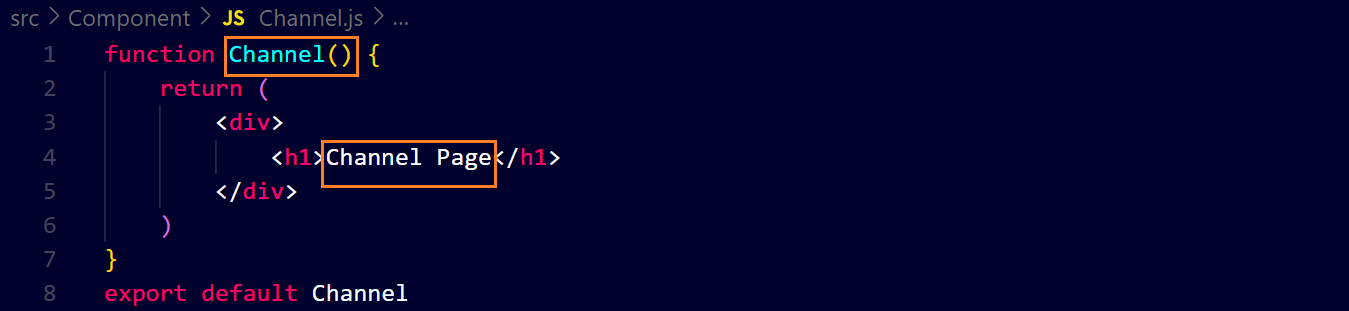 src > Component > JS Channel.js > ...
1 function Channel() {
2 return (
3 <div>
4 <h1>Channel Page</h1>
5 </div>
6 )
7 }
8 export default Channel